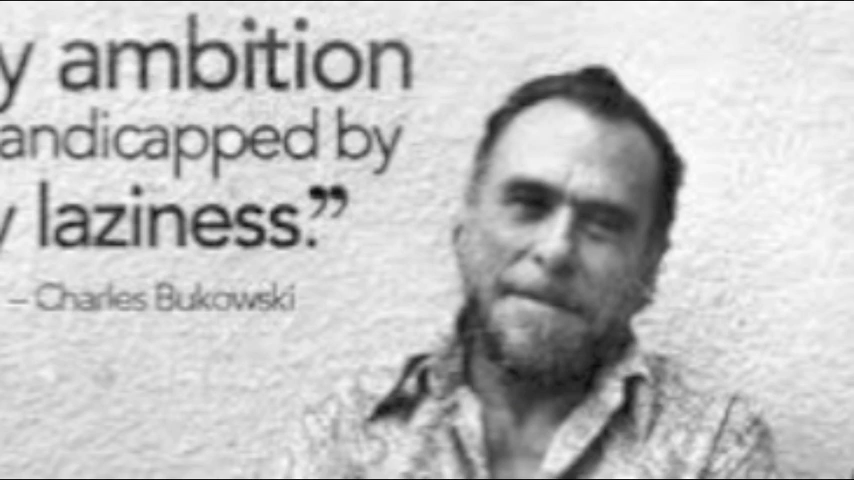 y ambition
andicapped by
y laziness.”
– Charles Bukowski